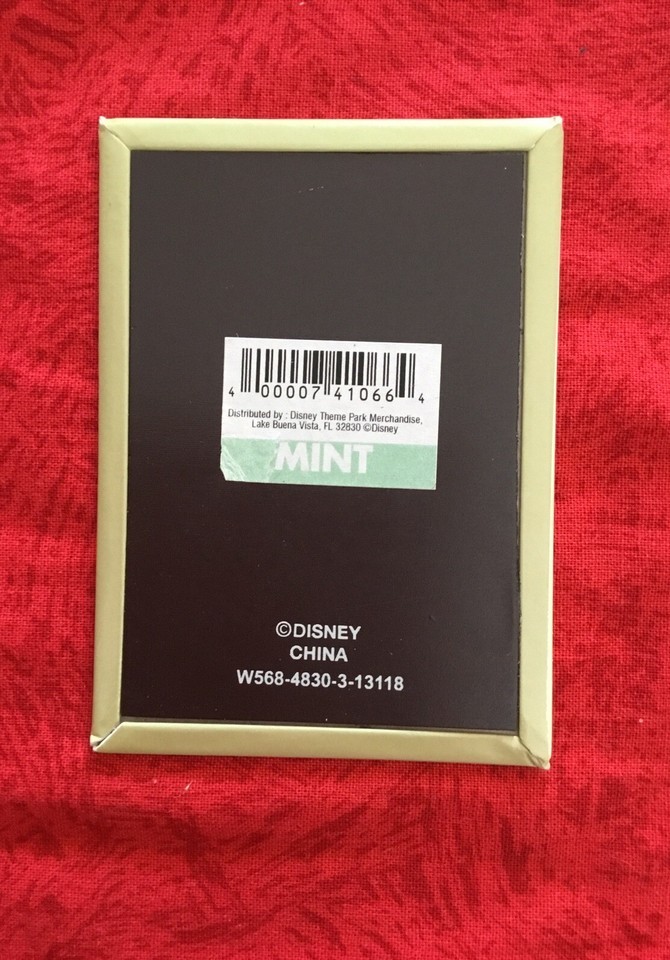 4 00007 41066 4
Distributed by : Disney Theme Park Merchandise,
Lake Buena Vista, FL 32830 ©Disney
MINT
©DISNEY
CHINA
W568-4830-3-13118